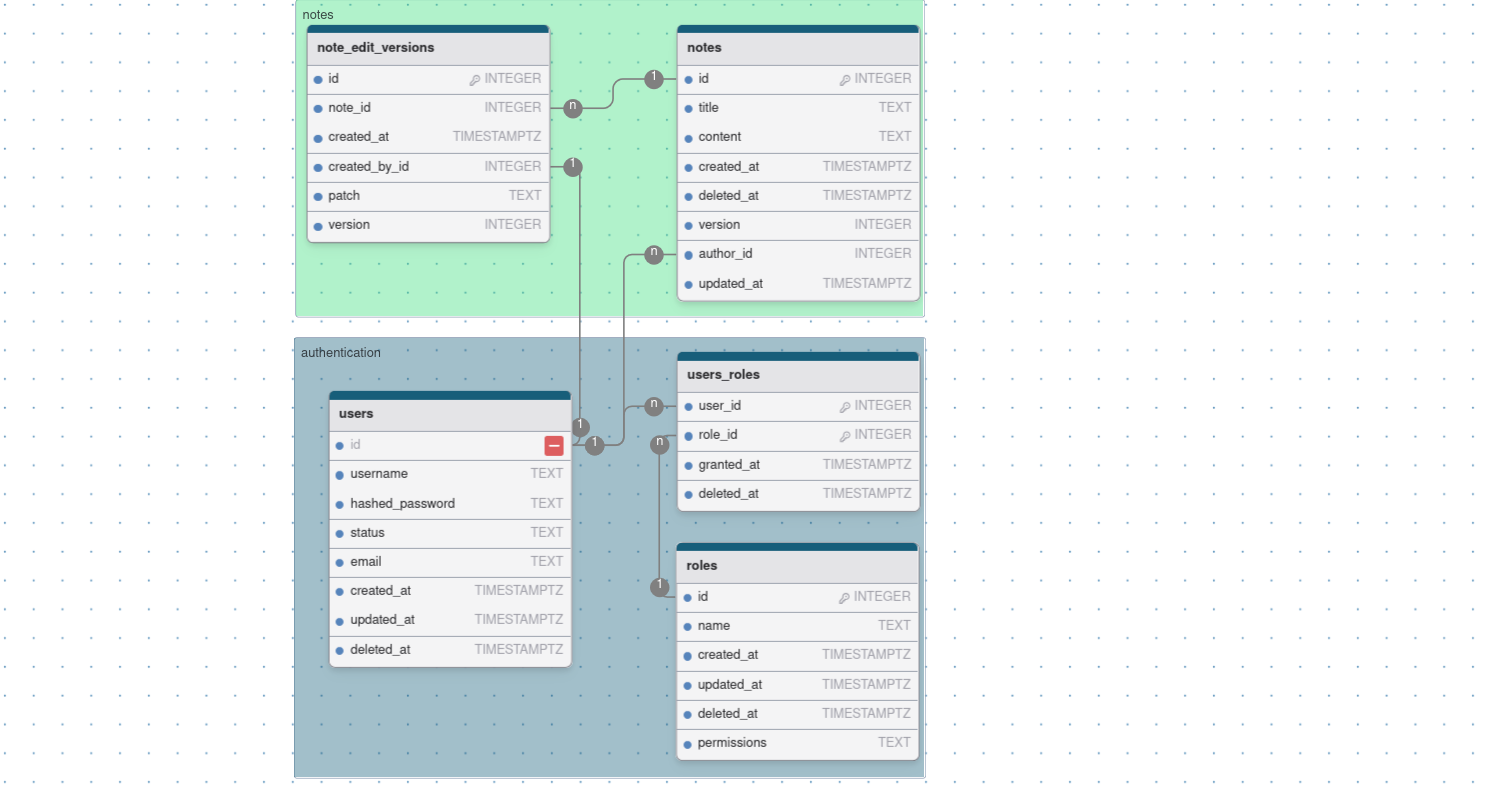 notes
note_edit_versions
id INTEGER
note_id INTEGER
created_at TIMESTAMPTZ
created_by_id INTEGER
patch TEXT
version INTEGER
n
1
1
n
notes
id INTEGER
title TEXT
content TEXT
created_at TIMESTAMPTZ
deleted_at TIMESTAMPTZ
version INTEGER
author_id INTEGER
updated_at TIMESTAMPTZ
authentication
users
id
username TEXT
hashed_password TEXT
status TEXT
email TEXT
created_at TIMESTAMPTZ
updated_at TIMESTAMPTZ
deleted_at TIMESTAMPTZ
1
1
n
n
1
users_roles
user_id INTEGER
role_id INTEGER
granted_at TIMESTAMPTZ
deleted_at TIMESTAMPTZ
roles
id INTEGER
name TEXT
created_at TIMESTAMPTZ
updated_at TIMESTAMPTZ
deleted_at TIMESTAMPTZ
permissions TEXT